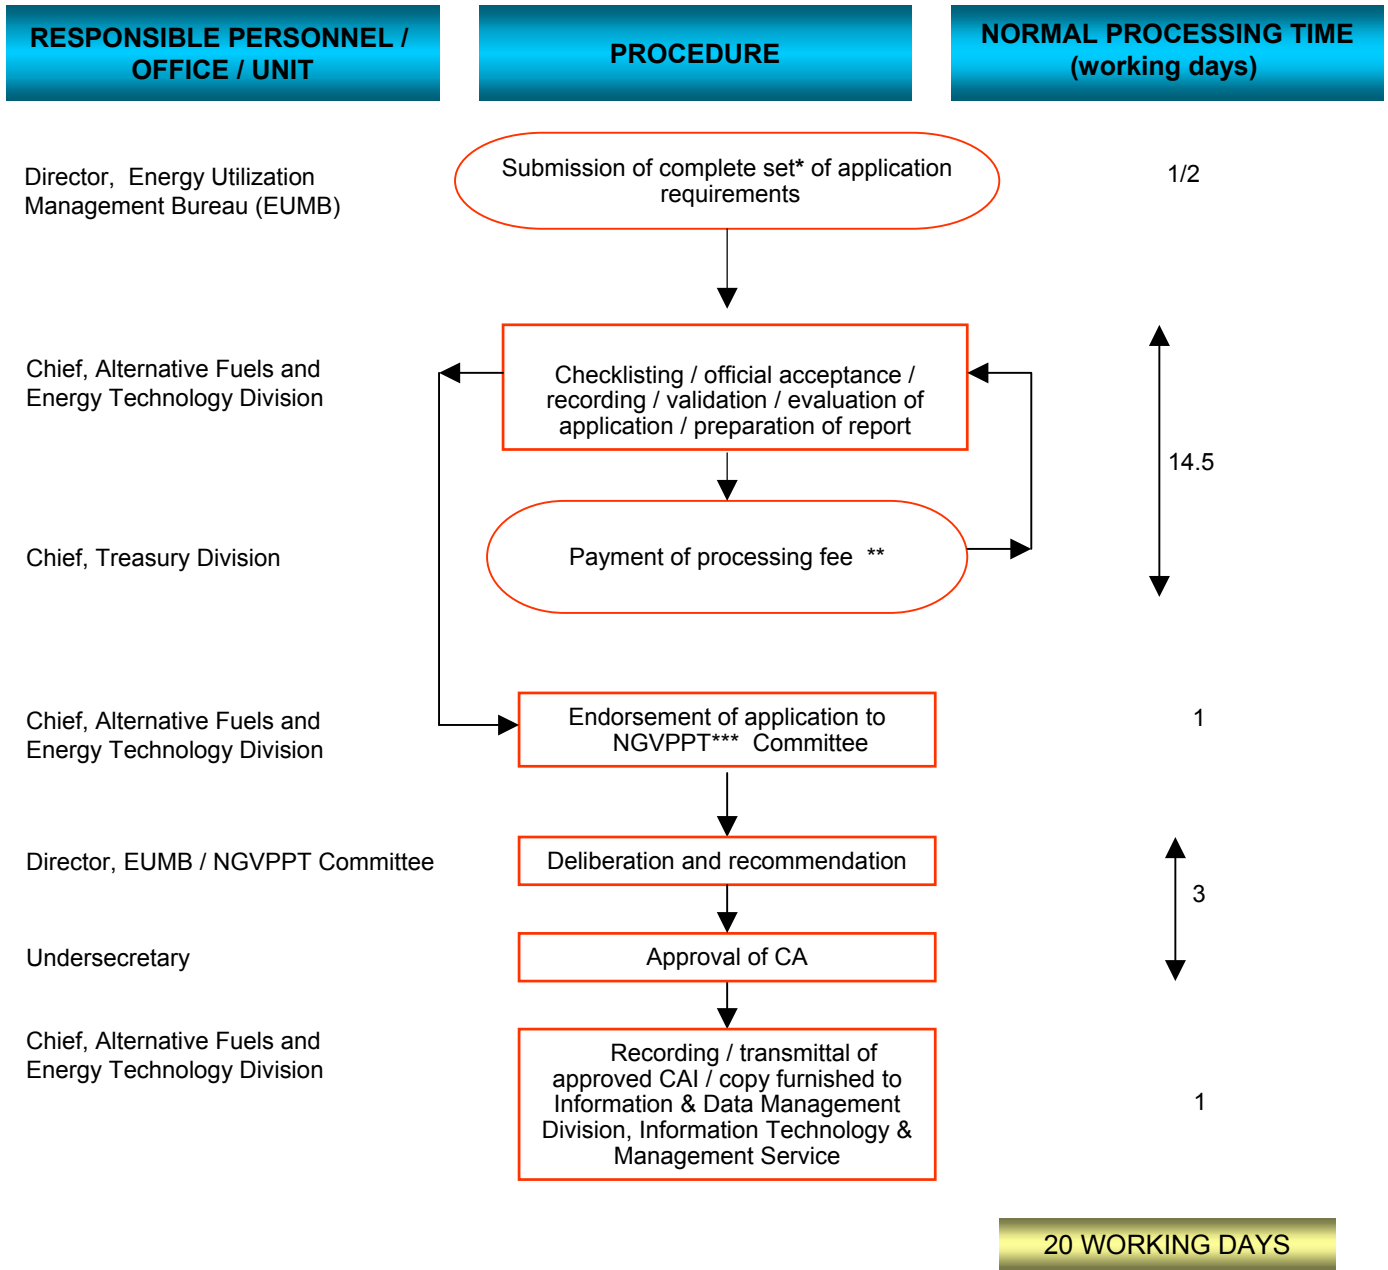 RESPONSIBLE PERSONNEL /
OFFICE / UNIT
PROCEDURE
NORMAL PROCESSING TIME
(working days)
Director,  Energy Utilization
Management Bureau (EUMB)
Submission of complete set* of application
requirements
1/2
Chief, Alternative Fuels and
Energy Technology Division
Checklisting / official acceptance /
recording / validation / evaluation of
application / preparation of report
14.5
Chief, Treasury Division
Payment of processing fee  **
Chief, Alternative Fuels and
Energy Technology Division
Endorsement of application to
NGVPPT***  Committee
1
Director, EUMB / NGVPPT Committee
Deliberation and recommendation
3
Undersecretary
Approval of CA
Chief, Alternative Fuels and
Energy Technology Division
Recording / transmittal of
approved CAI / copy furnished to
Information & Data Management
Division, Information Technology &
Management Service
1
20 WORKING DAYS